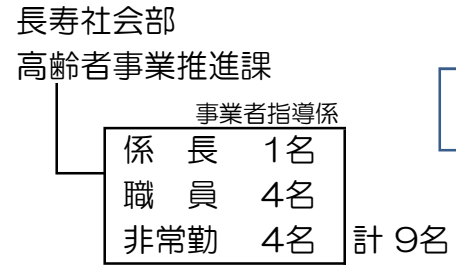 長寿社会部
高齢者事業推進課
事業者指導係
係 長 1名
職 員 4名
非常勤 4名 計 9名